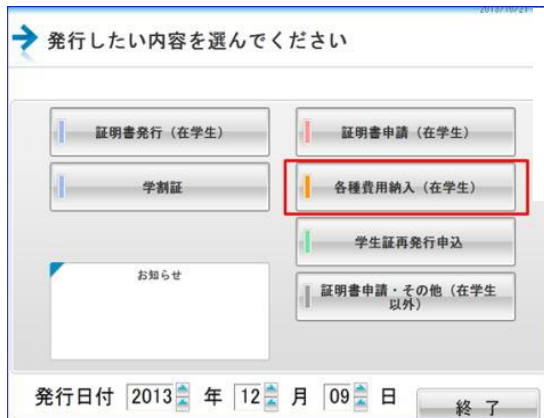 発行したい内容を選んでください
証明書発行（在学生）
証明書申請（在学生）
学割証
各種費用納入（在学生）
学生証再発行申込
お知らせ
証明書申請・その他（在学生
以外）
発行日付 2013 年 12 月 09 日
終 了